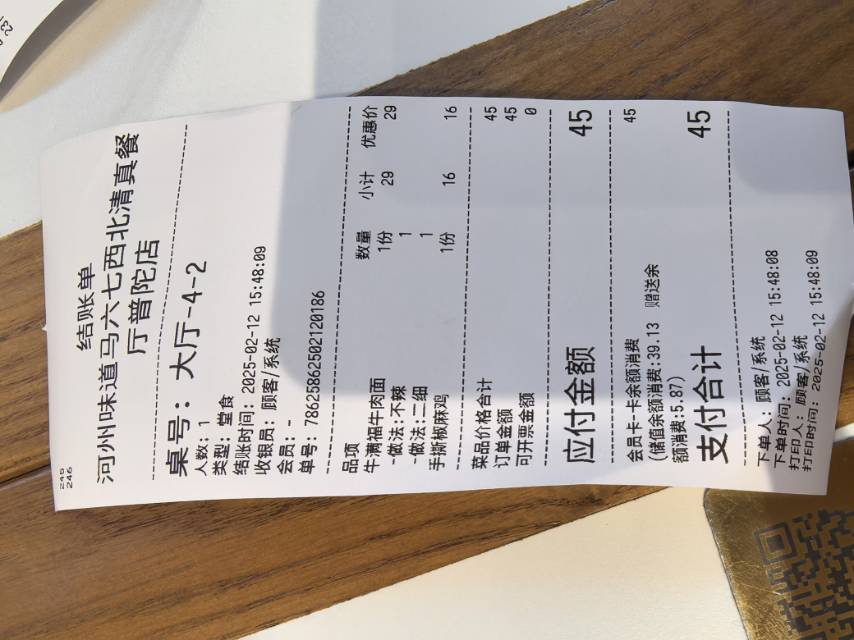 246
246
结账单
河州味道马六七西北清真餐
厅普陀店
桌号: 大厅-4-2
人数: 1
类型: 堂食
结账时间: 2025-02-12 15:48:09
收银员: 顾客/系统
会员: -
单号: 78625862502120186
品项 数量 小计 优惠价
牛满福牛肉面 1份 29 29
-做法:不辣 1
-做法:二细 1
手撕椒麻鸡 1份 16 16
菜品价格合计 45
订单金额 45
可开票金额 0
应付金额 45
会员卡-卡余额消费 45
(储值余额消费:39.13 赠送余
额消费:5.87)
支付合计 45
下单人: 顾客/系统
下单时间: 2025-02-12 15:48:08
打印人: 顾客/系统
打印时间: 2025-02-12 15:48:09